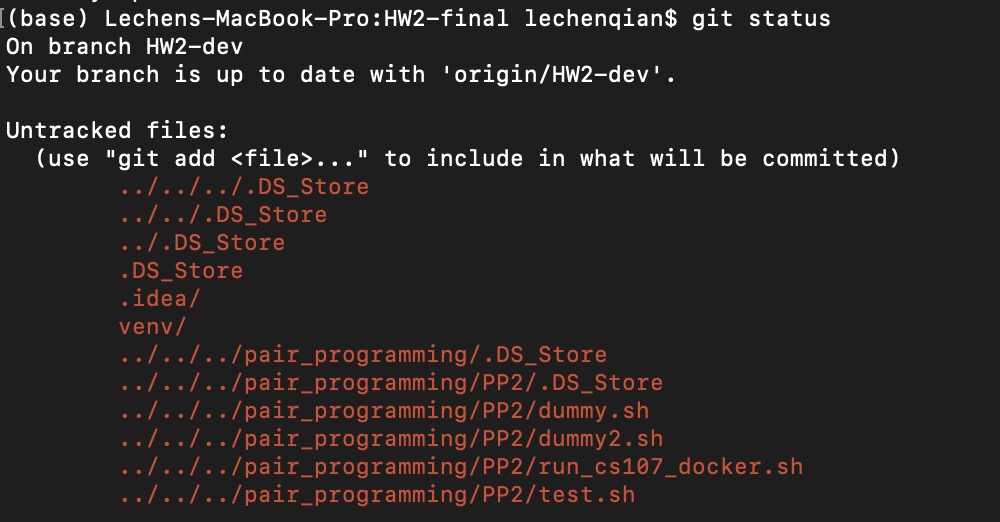 (base) Lechens-MacBook-Pro:HW2-final lechenqian$ git status
On branch HW2-dev
Your branch is up to date with 'origin/HW2-dev'.
Untracked files:
(use "git add <file>..." to include in what will be committed)
../../../.DS_Store
../../.DS_Store
../.DS_Store
.DS_Store
.idea/
venv/
../../../pair_programming/.DS_Store
../../../pair_programming/PP2/.DS_Store
../../../pair_programming/PP2/dummy.sh
../../../pair_programming/PP2/dummy2.sh
../../../pair_programming/PP2/run_cs107_docker.sh
../../../pair_programming/PP2/test.sh